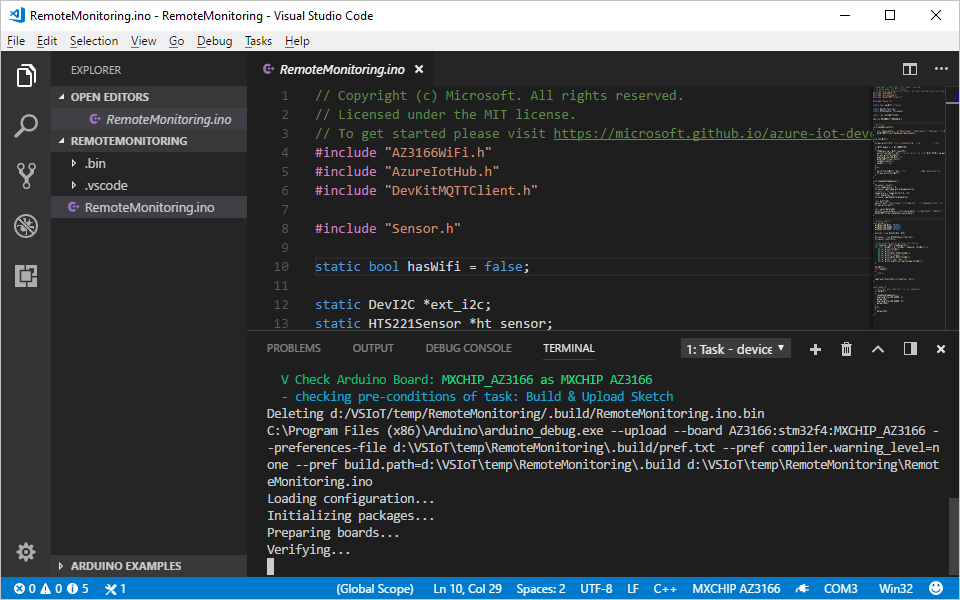 RemoteMonitoring.ino - RemoteMonitoring - Visual Studio Code
File Edit Selection View Go Debug Tasks Help
EXPLORER
OPEN EDITORS
RemoteMonitoring.ino
REMOTEMONITORING
.bin
.vscode
RemoteMonitoring.ino
ARDUINO EXAMPLES
RemoteMonitoring.ino
1 // Copyright (c) Microsoft. All rights reserved.
2 // Licensed under the MIT license.
3 // To get started please visit https://microsoft.github.io/azure-iot-deve
4 #include "AZ3166WiFi.h"
5 #include "AzureIotHub.h"
6 #include "DevKitMQTTClient.h"
7
8 #include "Sensor.h"
9
10 static bool hasWifi = false;
11
12 static DevI2C *ext_i2c;
13 static HTS221Sensor *ht_sensor;
PROBLEMS OUTPUT DEBUG CONSOLE TERMINAL 1: Task - device
V Check Arduino Board: MXCHIP_AZ3166 as MXCHIP AZ3166
- checking pre-conditions of task: Build & Upload Sketch
Deleting d:/VSIoT/temp/RemoteMonitoring/.build/RemoteMonitoring.ino.bin
C:\Program Files (x86)\Arduino\arduino_debug.exe --upload --board AZ3166:stm32f4:MXCHIP_AZ3166 -
-preferences-file d:\VSIoT\temp\RemoteMonitoring\.build/pref.txt --pref compiler.warning_level=n
one --pref build.path=d:\VSIoT\temp\RemoteMonitoring\.build d:\VSIoT\temp\RemoteMonitoring\Remot
eMonitoring.ino
Loading configuration...
Initializing packages...
Preparing boards...
Verifying...
0 0 5 1 (Global Scope) Ln 10, Col 29 Spaces: 2 UTF-8 LF C++ MXCHIP AZ3166 COM3 Win32